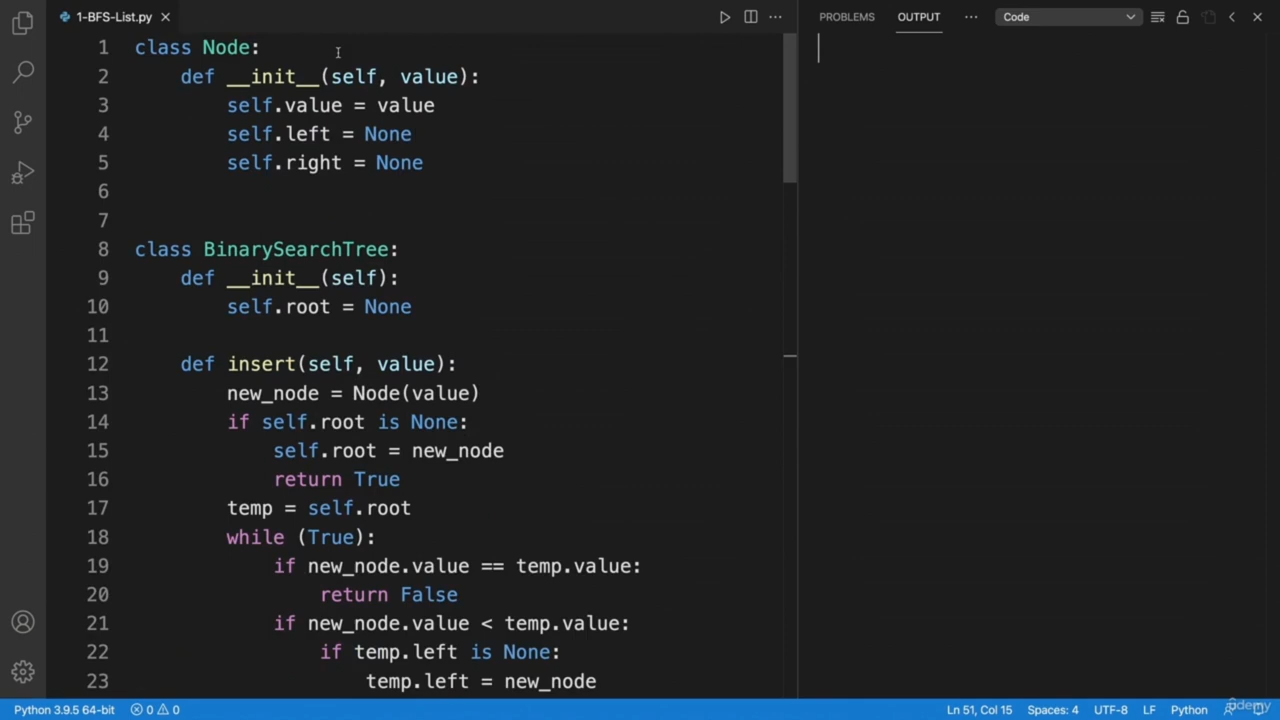 1-BFS-List.py
PROBLEMS OUTPUT Code
1 class Node:
2 def __init__(self, value):
3 self.value = value
4 self.left = None
5 self.right = None
6
7
8 class BinarySearchTree:
9 def __init__(self):
10 self.root = None
11
12 def insert(self, value):
13 new_node = Node(value)
14 if self.root is None:
15 self.root = new_node
16 return True
17 temp = self.root
18 while (True):
19 if new_node.value == temp.value:
20 return False
21 if new_node.value < temp.value:
22 if temp.left is None:
23 temp.left = new_node
Python 3.9.5 64-bit 0 0 Ln 51, Col 15 Spaces: 4 UTF-8 LF Python
udemy